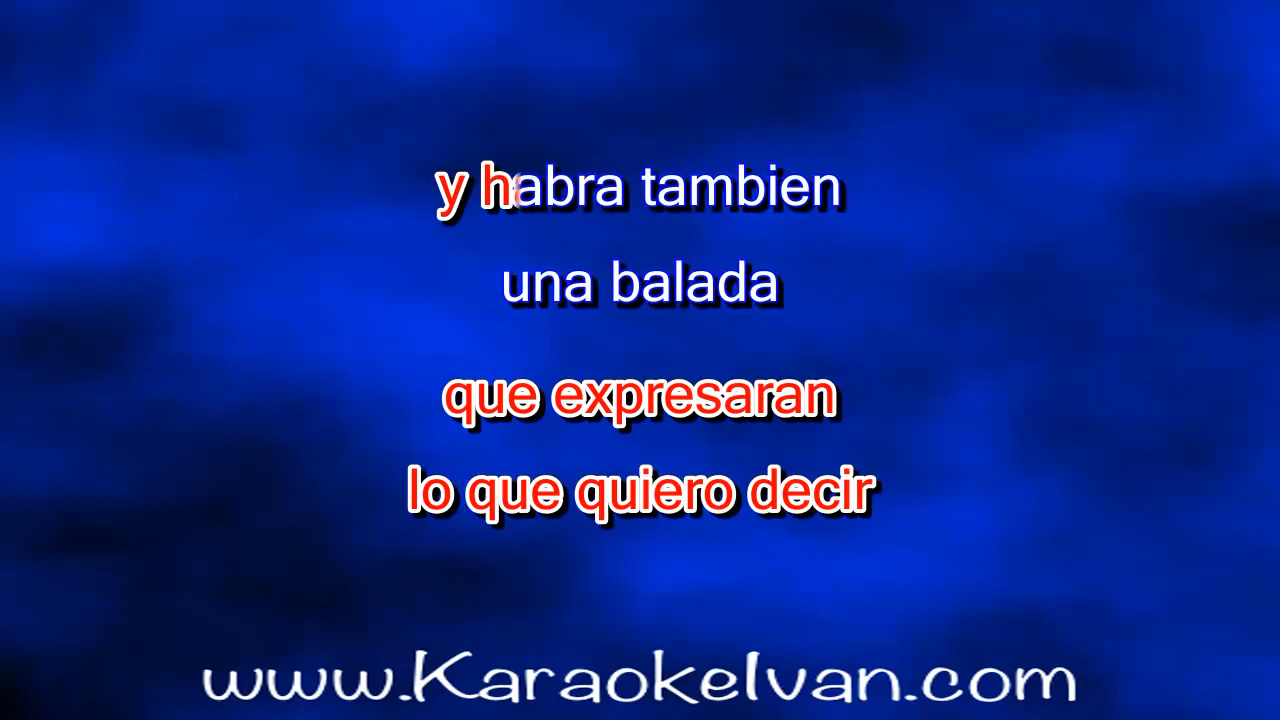 y habra tambien
una balada
que expresaran
lo que quiero decir
www.KaraokeIvan.com